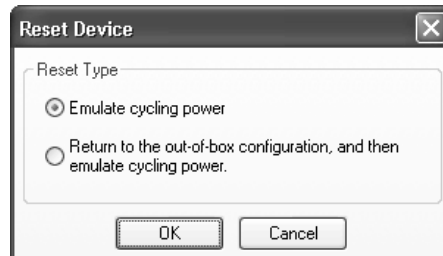 Reset Device
Reset Type
Emulate cycling power
Return to the out-of-box configuration, and then
emulate cycling power.
OK
Cancel